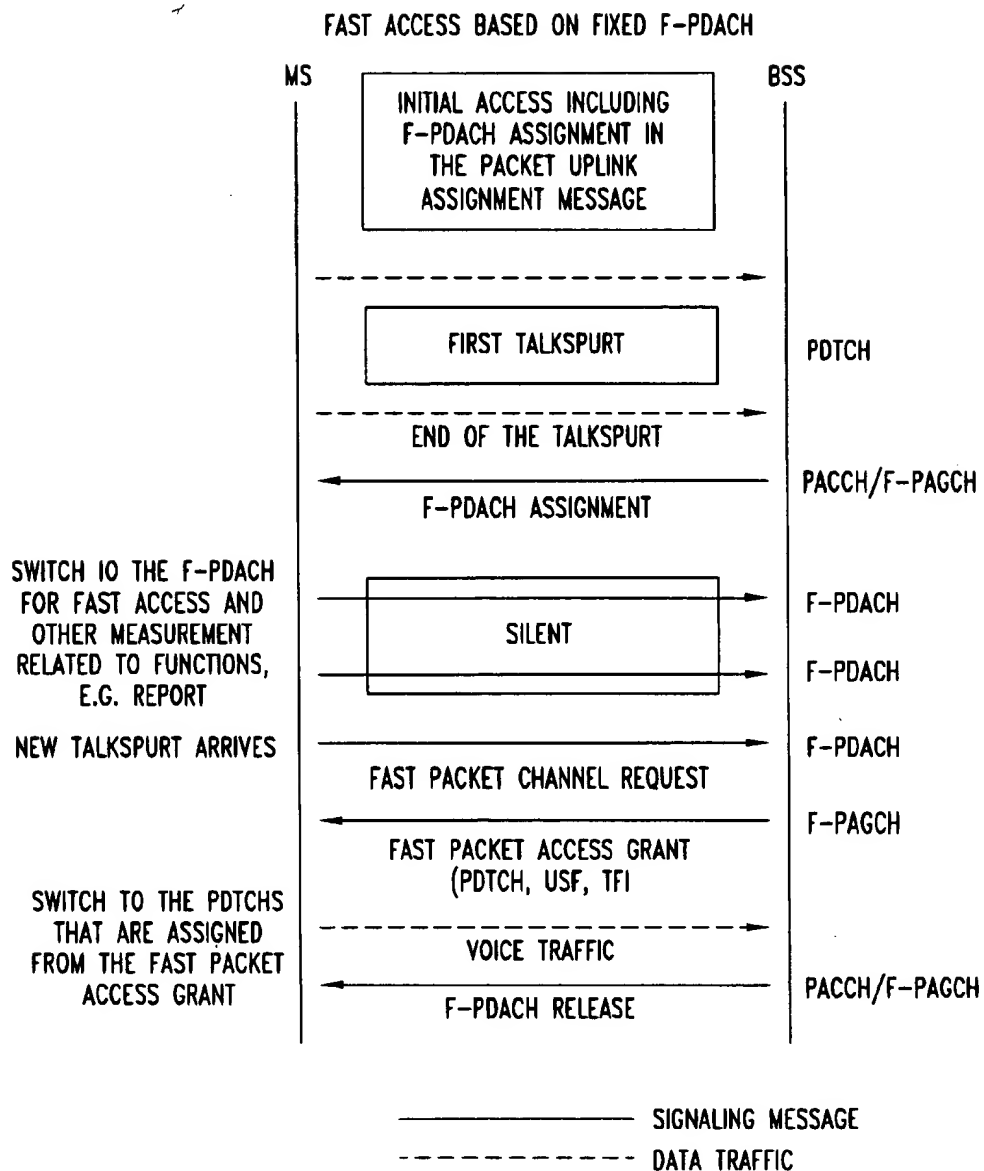 FAST ACCESS BASED ON FIXED F-PDACH
MS
BSS
INITIAL ACCESS INCLUDING
F-PDACH ASSIGNMENT IN
THE PACKET UPLINK
ASSIGNMENT MESSAGE
FIRST TALKSPURT
PDTCH
END OF THE TALKSPURT
PACCH/F-PAGCH
F-PDACH ASSIGNMENT
SWITCH IO THE F-PDACH
FOR FAST ACCESS AND
OTHER MEASUREMENT
RELATED TO FUNCTIONS,
E.G. REPORT
SILENT
F-PDACH
F-PDACH
NEW TALKSPURT ARRIVES
F-PDACH
FAST PACKET CHANNEL REQUEST
F-PAGCH
FAST PACKET ACCESS GRANT
(PDTCH, USF, TFI
SWITCH TO THE PDTCHS
THAT ARE ASSIGNED
FROM THE FAST PACKET
ACCESS GRANT
VOICE TRAFFIC
PACCH/F-PAGCH
F-PDACH RELEASE
SIGNALING MESSAGE
DATA TRAFFIC